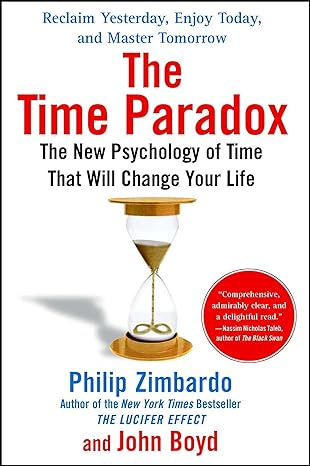 Reclaim Yesterday, Enjoy Today,
and Master Tomorrow
The
Time Paradox
The New Psychology of Time
That Will Change Your Life
"Comprehensive,
admirably clear, and
a delightful read."
—Nassim Nicholas Taleb,
author of The Black Swan
Philip Zimbardo
Author of the New York Times Bestseller
THE LUCIFER EFFECT
and John Boyd